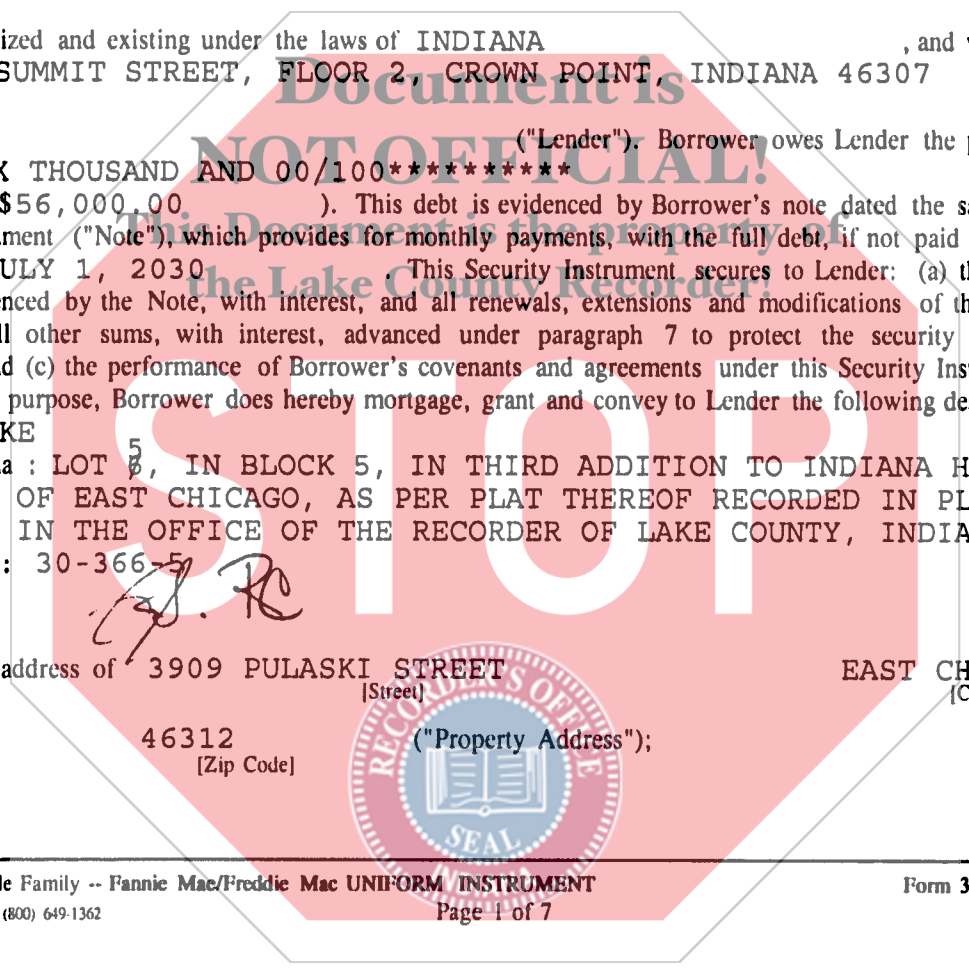 ized and existing under the laws of INDIANA , and
SUMMIT STREET, FLOOR 2, CROWN POINT, INDIANA 46307
Document is
("Lender"). Borrower owes Lender the p
NOT OFFICIAL!
K THOUSAND AND 00/100**********
$56,000.00 ). This debt is evidenced by Borrower's note dated the sa
This Document is the property of
ment ("Note"), which provides for monthly payments, with the full debt, if not paid
ULY 1, 2030 . This Security Instrument secures to Lender: (a) th
the Lake County Recorder!
enced by the Note, with interest, and all renewals, extensions and modifications of th
ll other sums, with interest, advanced under paragraph 7 to protect the security
d (c) the performance of Borrower's covenants and agreements under this Security Ins
purpose, Borrower does hereby mortgage, grant and convey to Lender the following de
KE
STOP
5
a : LOT , IN BLOCK 5, IN THIRD ADDITION TO INDIANA H
OF EAST CHICAGO, AS PER PLAT THEREOF RECORDED IN PL
IN THE OFFICE OF THE RECORDER OF LAKE COUNTY, INDIA
: 30-366-5
address of 3909 PULASKI STREET EAST CH
[Street] [C
46312 ("Property Address");
[Zip Code]
RECORDER'S OFFICE
SEAL
INDIANA
le Family -- Fannie Mae/Freddie Mac UNIFORM INSTRUMENT Form 3
(800) 649-1362 Page 1 of 7